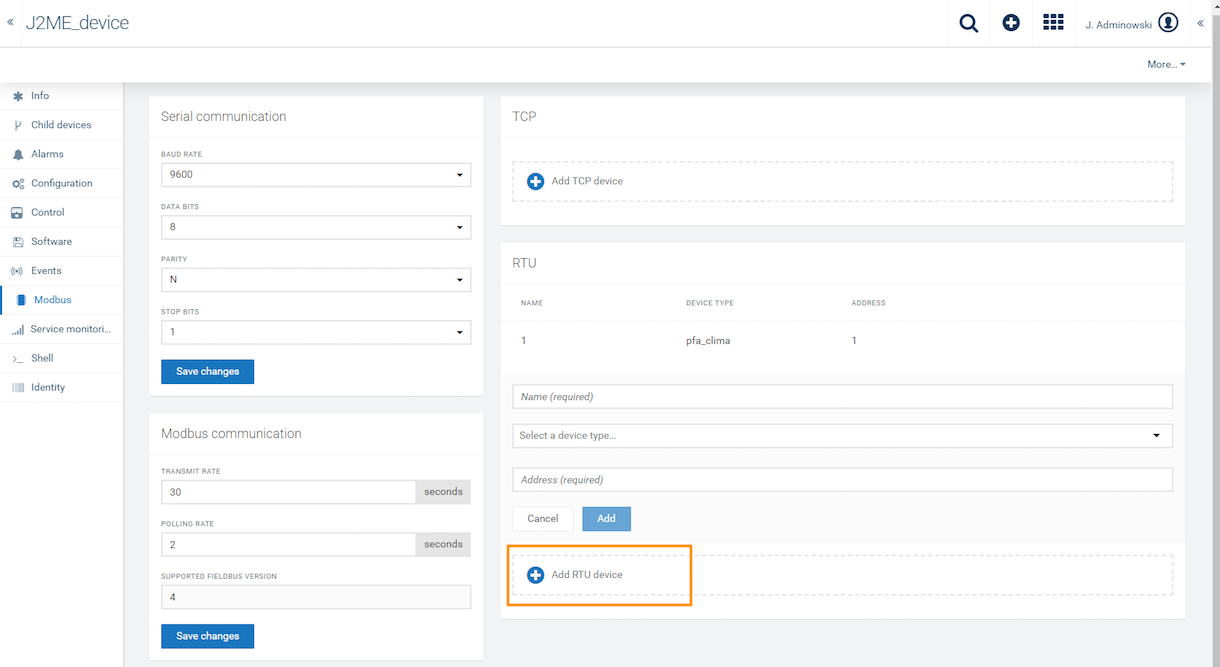 J2ME_device
J. Adminowski
More...
Info
Child devices
Alarms
Configuration
Control
Software
Events
Modbus
Service monitori...
Shell
Identity
Serial communication
BAUD RATE
9600
DATA BITS
8
PARITY
N
STOP BITS
1
Save changes
Modbus communication
TRANSMIT RATE
30 seconds
POLLING RATE
2 seconds
SUPPORTED FIELDBUS VERSION
4
Save changes
TCP
Add TCP device
RTU
NAME DEVICE TYPE ADDRESS
1 pfa_clima 1
Name (required)
Select a device type...
Address (required)
Cancel Add
Add RTU device